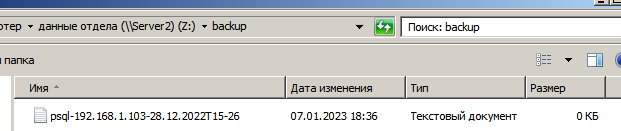 ютер ▸ данные отдела (\\Server2) (Z:) ▸ backup
Поиск: backup
я папка
Имя
Дата изменения
Тип
Размер
psql-192.168.1.103-28.12.2022T15-26
07.01.2023 18:36
Текстовый документ
0 КБ